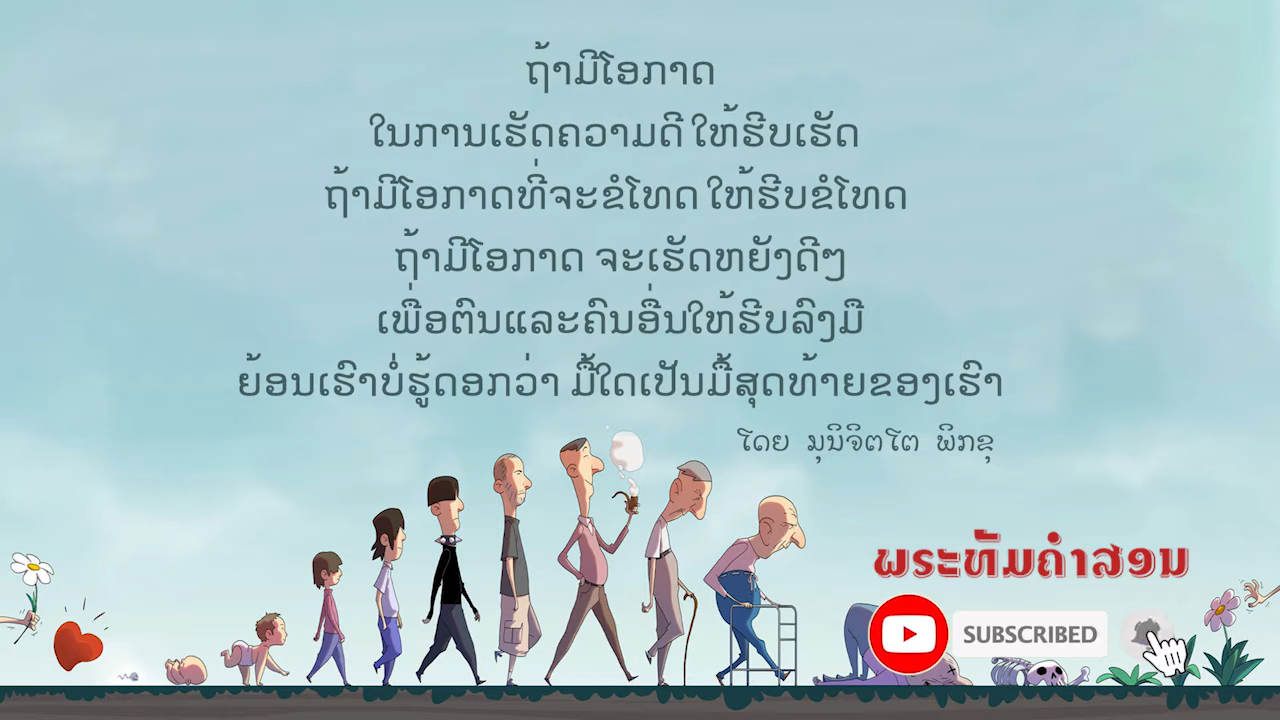 ຖ້າມີໂອກາດ
ໃນການເຮັດຄວາມດີ ໃຫ້ຮີບເຮັດ
ຖ້າມີໂອກາດທີ່ຈະຂໍໂທດ ໃຫ້ຮີບຂໍໂທດ
ຖ້າມີໂອກາດ ຈະເຮັດຫຍັງດີໆ
ເພື່ອຕົນແລະຄົນອື່ນໃຫ້ຮີບລົງມື
ຍ້ອນເຮົາບໍ່ຮູ້ດອກວ່າ ມື້ໃດເປັນມື້ສຸດທ້າຍຂອງເຮົາ
ໂດຍ ມຸນິຈິຕໂຕ ພິກຂຸ
ພຣະທັມຄຳສອນ
SUBSCRIBED